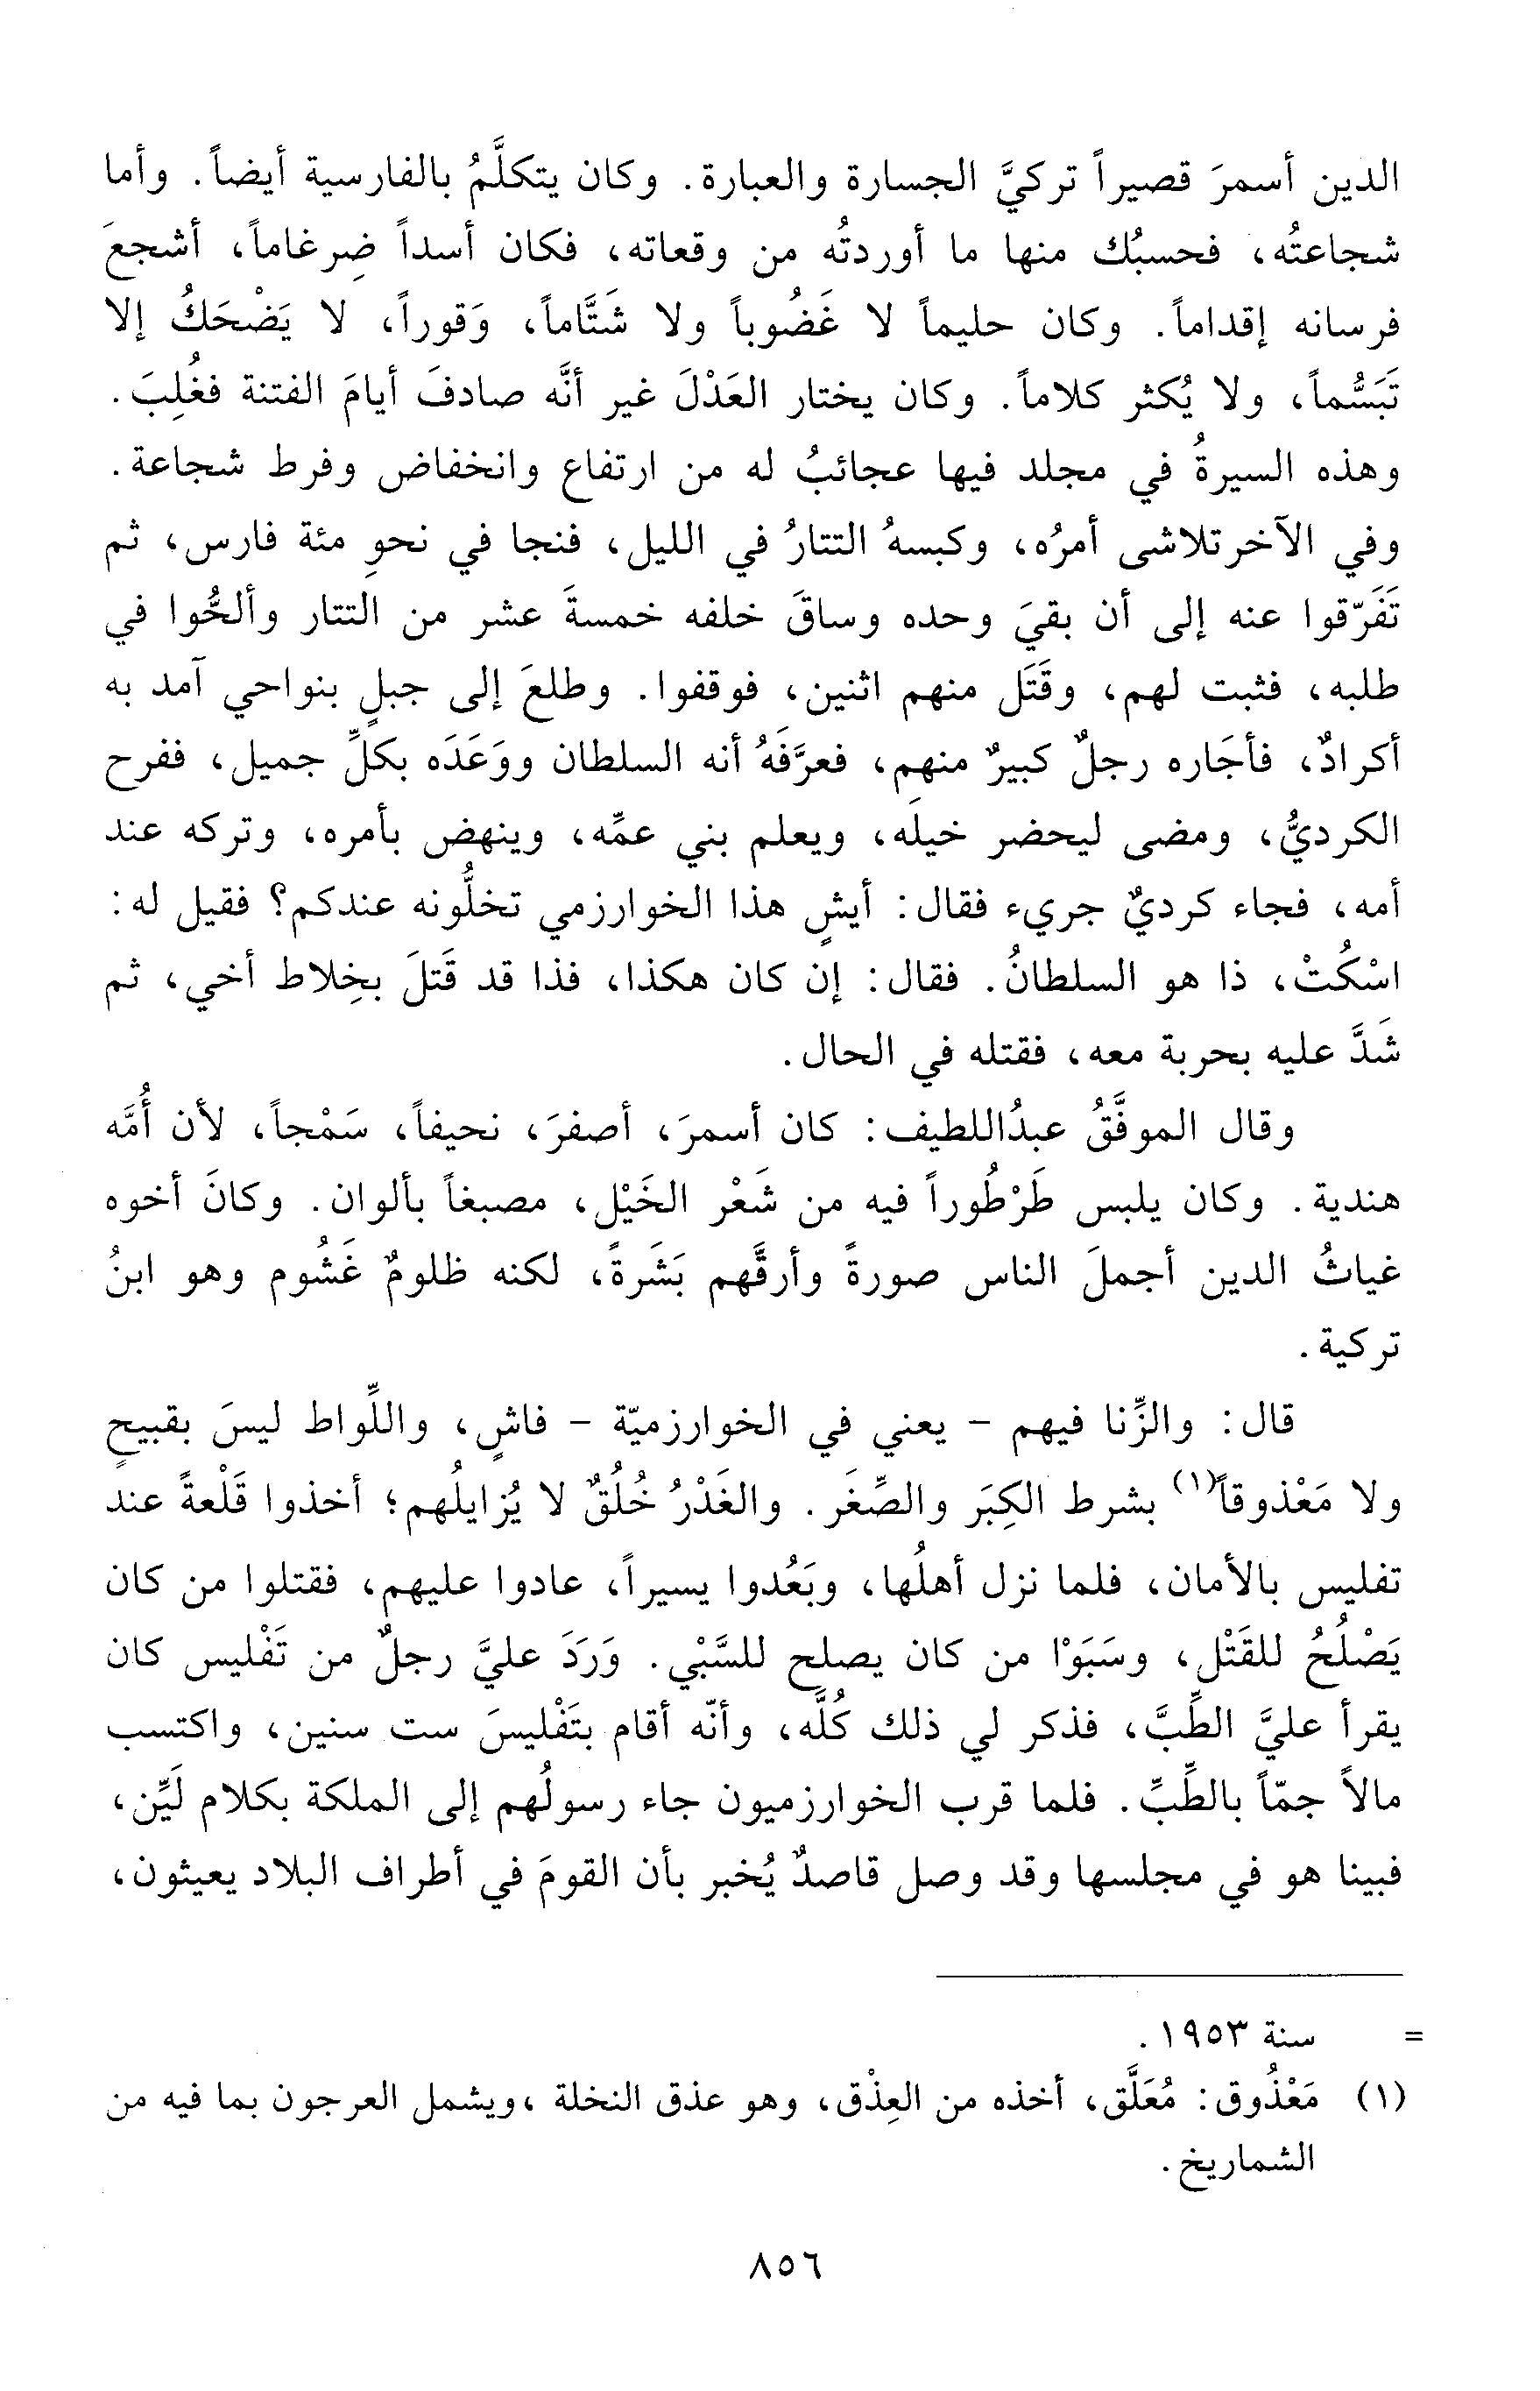 الدين أسمرَ قصيراً تركيَّ الجسارة والعبارة. وكان يتكلَّمُ بالفارسية أيضاً. وأما
شجاعتُه، فحسبُك منها ما أوردتُه من وقعاته، فكان أسداً ضِرغاماً، أشجعَ
فرسانه إقداماً. وكان حليماً لا غَضُوباً ولا شَتَّاماً، وَقوراً، لا يَضْحَكُ إلا
تَبَسُّماً، ولا يُكثر كلاماً. وكان يختار العَدْلَ غير أنَّه صادفَ أيامَ الفتنة فغُلِبَ.
وهذه السيرةُ في مجلد فيها عجائبُ له من ارتفاع وانخفاض وفرط شجاعة.
وفي الآخرتلاشى أمرُه، وكبسهُ التتارُ في الليل، فنجا في نحوِ مئة فارس، ثم
تَفَرّقوا عنه إلى أن بقيَ وحده وساقَ خلفه خمسةَ عشر من التتار وألحُّوا في
طلبه، فثبت لهم، وقَتَل منهم اثنين، فوقفوا. وطلعَ إلى جبلٍ بنواحي آمد به
أكرادٌ، فأجَاره رجلٌ كبيرٌ منهم، فعرَّفَهُ أنه السلطان ووَعَدَه بكلِّ جميل، ففرح
الكرديُّ، ومضى ليحضر خيلَه، ويعلم بني عمِّه، وينهض بأمره، وتركه عند
أمه، فجاء كرديٌ جريء فقال: أيشٍ هذا الخوارزمي تخلُّونه عندكم؟ فقيل له:
اسْكُتْ، ذا هو السلطانُ. فقال: إن كان هكذا، فذا قد قَتلَ بخِلاط أخي، ثم
شَدَّ عليه بحربة معه، فقتله في الحال.
وقال الموفَّقُ عبدُاللطيف: كان أسمرَ، أصفرَ، نحيفاً، سَمْجاً، لأن أُمَّه
هندية. وكان يلبس طَرْطُوراً فيه من شَعْر الخَيْل، مصبغاً بألوان. وكانَ أخوه
غياثُ الدين أجملَ الناس صورةً وأرقَّهم بَشَرةً، لكنه ظلومٌ غَشُوم وهو ابنُ
تركية.
قال: والزِّنا فيهم – يعني في الخوارزميّة – فاشٍ، واللِّواط ليسَ بقبيحٍ
ولا مَعْذوقاً(١) بشرط الكِبَر والصِّغَر. والغَدْرُ خُلُقٌ لا يُزايلُهم؛ أخذوا قَلْعةً عند
تفليس بالأمان، فلما نزل أهلُها، وبَعُدوا يسيراً، عادوا عليهم، فقتلوا من كان
يَصْلُحُ للقَتْل، وسَبَوْا من كان يصلح للسَّبْي. وَرَدَ عليَّ رجلٌ من تَفْليس كان
يقرأ عليَّ الطِّبَّ، فذكر لي ذلك كُلَّه، وأنّه أقام بتَفْليسَ ست سنين، واكتسب
مالاً جمّاً بالطِّبِّ. فلما قرب الخوارزميون جاء رسولُهم إلى الملكة بكلام لَيِّن،
فبينا هو في مجلسها وقد وصل قاصدٌ يُخبر بأن القومَ في أطراف البلاد يعيثون،
= سنة ١٩٥٣.
(١) مَعْذُوق: مُعَلَّق، أخذه من العِذْق، وهو عذق النخلة ،ويشمل العرجون بما فيه من
الشماريخ.
٨٥٦